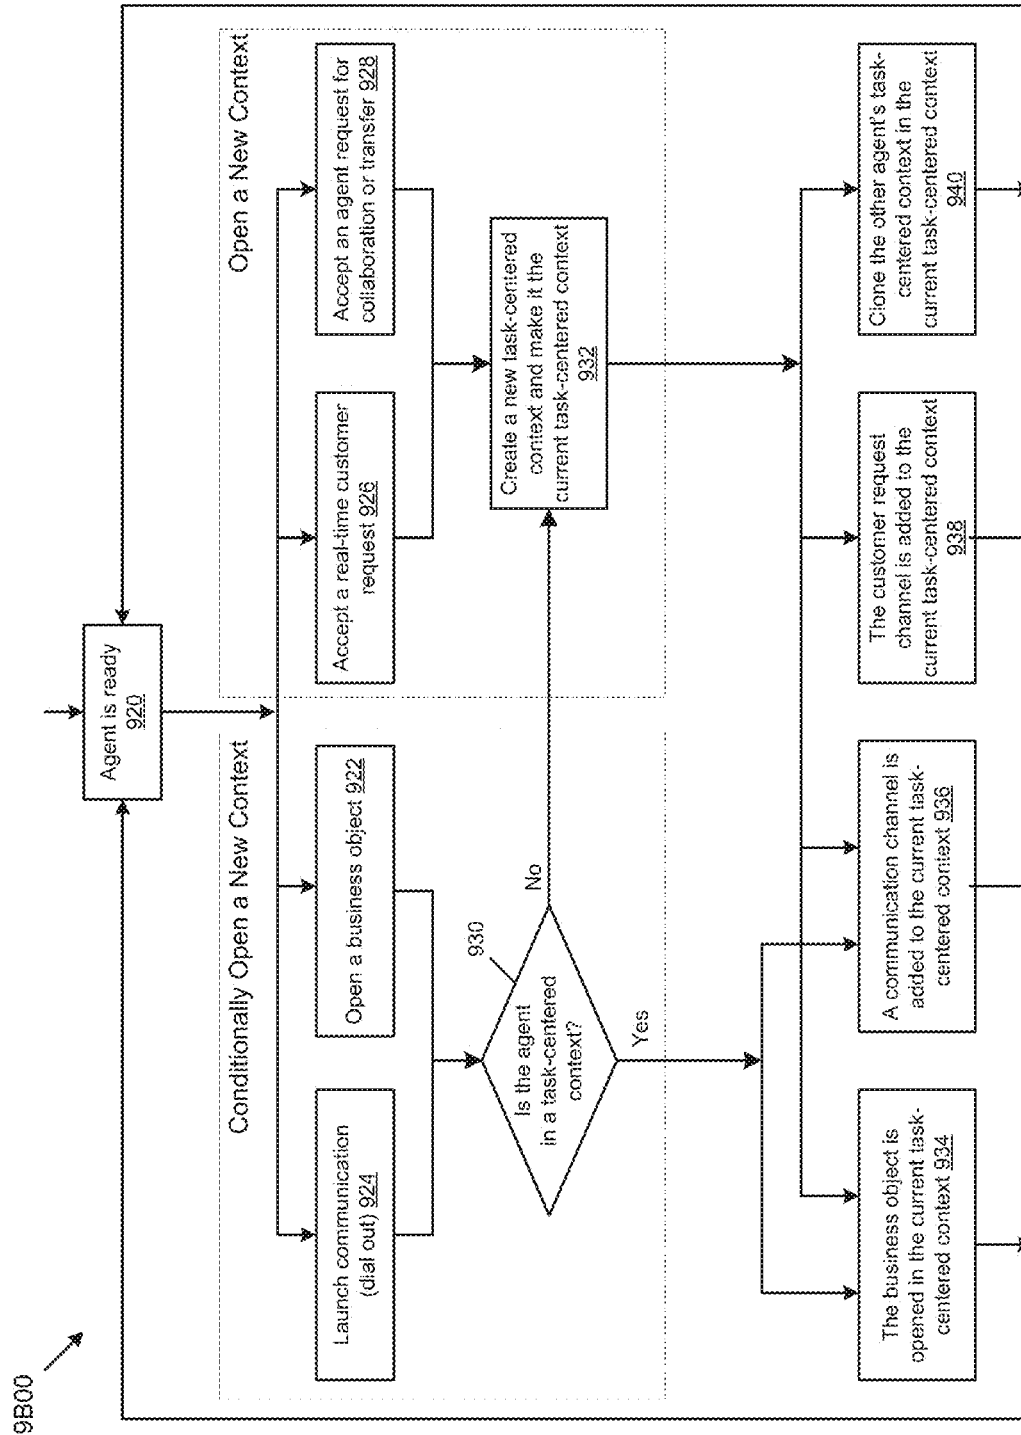 9B00
Agent is ready
920
Conditionally Open a New Context
Open a New Context
Launch communication
(dial out) 924
Open a business object 922
Accept a real-time customer
request 926
Accept an agent request for
collaboration or transfer 928
930
Is the agent
in a task-centered
context?
No
Yes
Create a new task-centered
context and make it the
current task-centered context
932
The business object is
opened in the current task-
centered context 934
A communication channel is
added to the current task-
centered context 936
The customer request
channel is added to the
current task-centered context
938
Clone the other agent's task-
centered context in the
current task-centered context
940